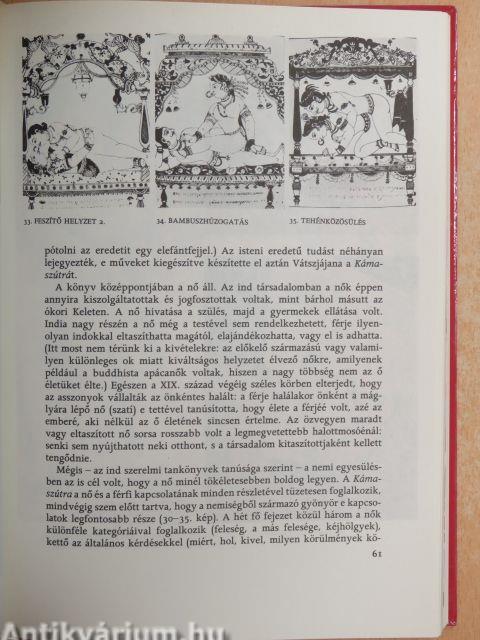 33. FESZÍTŐ HELYZET 2.
34. BAMBUSZHÚZOGATÁS
35. TEHÉNKÖZÖSÜLÉS
pótolni az eredetit egy elefántfejjel.) Az isteni eredetű tudást néhányan
lejegyezték, e műveket kiegészítve készítette el aztán Vátszjájana a Káma-
szútrát.
A könyv középpontjában a nő áll. Az ind társadalomban a nők éppen
annyira kiszolgáltatottak és jogfosztottak voltak, mint bárhol másutt az
ókori Keleten. A nő hivatása a szülés, majd a gyermekek ellátása volt.
India nagy részén a nő még a testével sem rendelkezhetett, férje ilyen-
olyan indokkal eltaszíthatta magától, elajándékozhatta, vagy el is adhatta.
(Itt most nem térünk ki a kivételekre: az előkelő származású vagy valami-
lyen különleges ok miatt kiváltságos helyzetet élvező nőkre, amilyenek
például a buddhista apácanők voltak, hiszen a nagy többség nem az ő
életüket élte.) Egészen a XIX. század végéig széles körben elterjedt, hogy
az asszonyok vállalták az önkéntes halált: a férje halálakor önként a mág-
lyára lépő nő (szatí) e tettével tanúsította, hogy élete a férjéé volt, azé az
emberé, aki nélkül az ő életének sincsen értelme. Az özvegyen maradt
vagy eltaszított nő sorsa rosszabb volt a legmegvetettebb halottmosóénál:
senki sem nyújthatott neki otthont, s a társadalom kitaszítottjaként kellett
tengődnie.
Mégis – az ind szerelmi tankönyvek tanúsága szerint – a nemi egyesülés-
ben az is cél volt, hogy a nő minél tökéletesebben boldog legyen. A Káma-
szútra a nő és a férfi kapcsolatának minden részletével tüzetesen foglalkozik,
mindvégig szem előtt tartva, hogy a nemiségből származó gyönyör e kapcso-
latok legfontosabb része (30–35. kép). A hét fő fejezet közül három a nők
különféle kategóriáival foglalkozik (feleség, a más felesége, kéjhölgyek),
kettő az általános kérdésekkel (miért, hol, kivel, milyen körülmények kö-
61
Antikvárium.hu